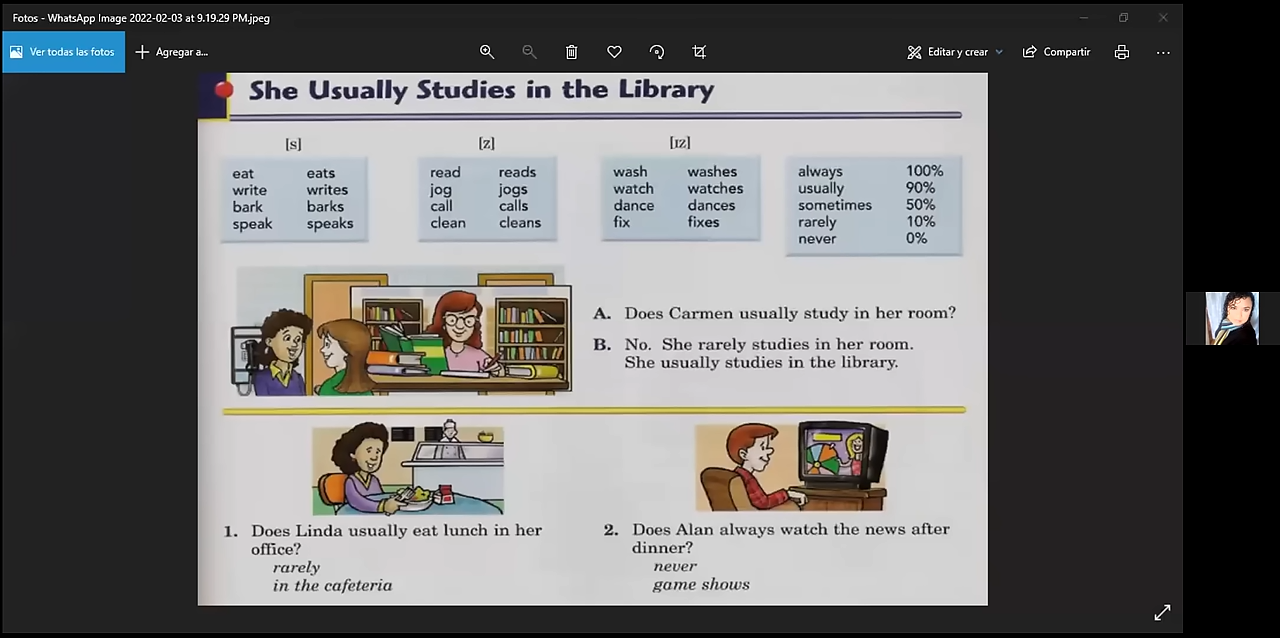 Fotos - WhatsApp Image 2022-02-03 at 9.19.29 PM.jpeg
Ver todas las fotos
Agregar a...
Editar y crear
Compartir
She Usually Studies in the Library
[s]
eat eats
write writes
bark barks
speak speaks
[z]
read reads
jog jogs
call calls
clean cleans
[ɪz]
wash washes
watch watches
dance dances
fix fixes
always 100%
usually 90%
sometimes 50%
rarely 10%
never 0%
A. Does Carmen usually study in her room?
B. No. She rarely studies in her room.
She usually studies in the library.
1. Does Linda usually eat lunch in her
office?
rarely
in the cafeteria
2. Does Alan always watch the news after
dinner?
never
game shows